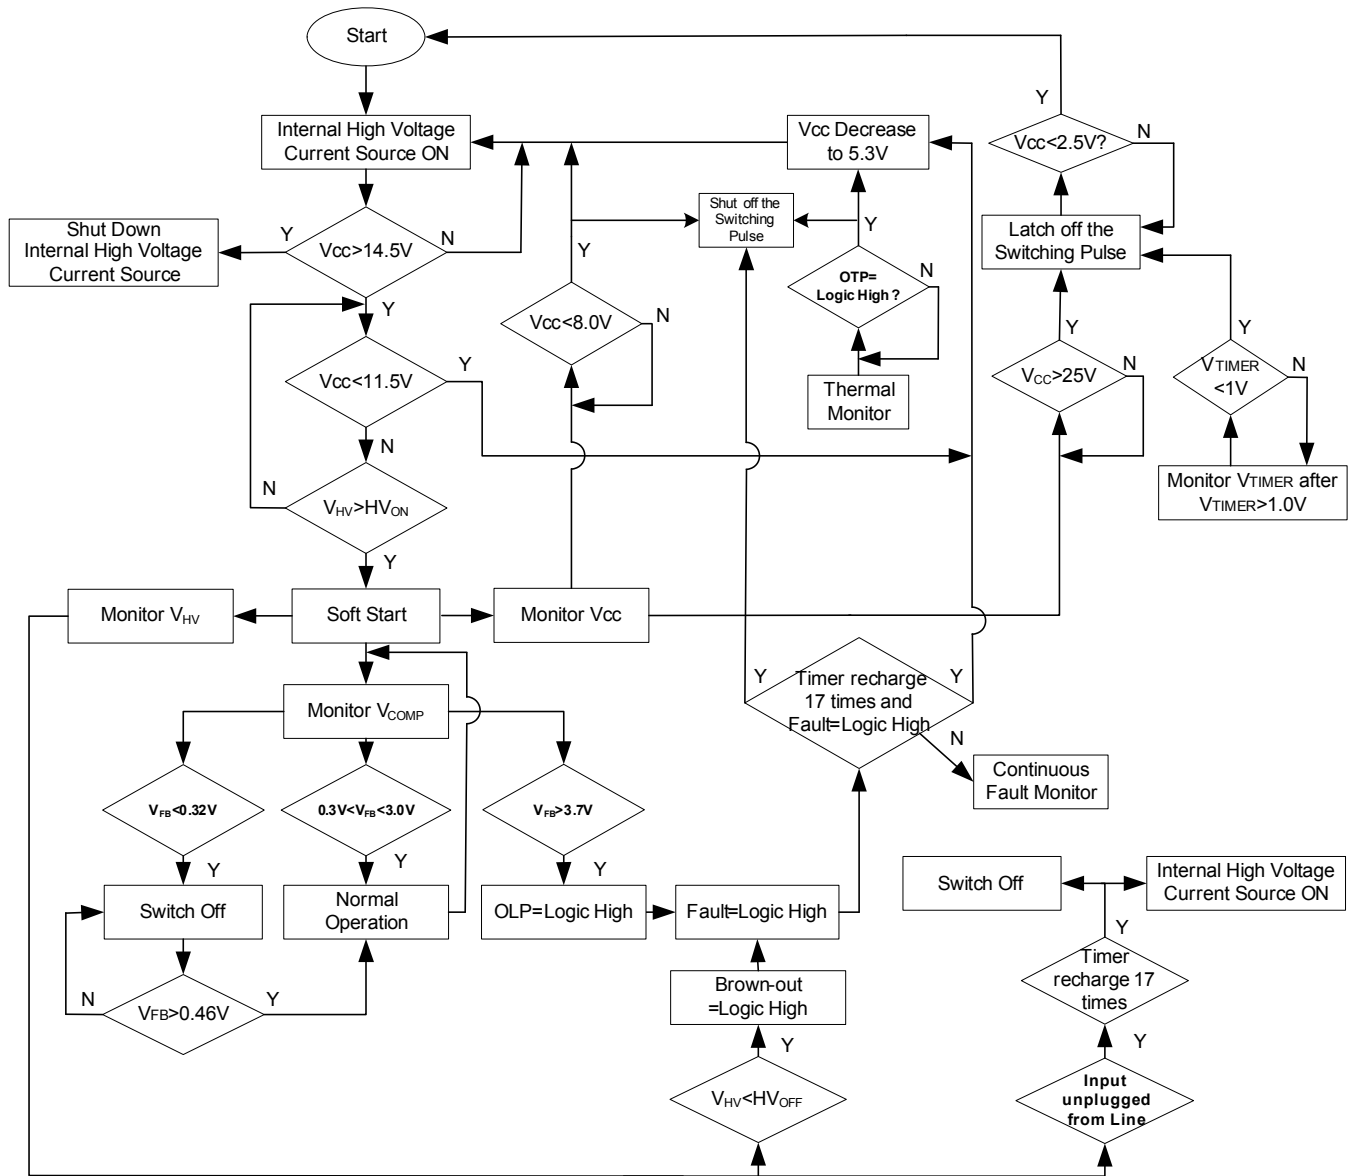 Start
Internal High Voltage
Current Source ON
Vcc Decrease
to 5.3V
Y
Vcc<2.5V?
N
Shut Down
Internal High Voltage
Current Source
Y
Vcc>14.5V
N
Shut off the
Switching
Pulse
Y
Latch off the
Switching Pulse
Y
OTP=
Logic High ?
N
Y
Vcc<8.0V
N
Y
Vcc<11.5V
Y
Thermal
Monitor
Y
VCC>25V
N
Y
VTIMER
<1V
N
N
N
VHV>HVON
Y
Monitor VTIMER after
VTIMER>1.0V
Monitor VHV
Soft Start
Monitor Vcc
Y
Timer recharge
17 times and
Fault=Logic High
Y
N
Continuous
Fault Monitor
Monitor VCOMP
VFB<0.32V
Y
0.3V<VFB<3.0V
Y
VFB>3.7V
Y
Switch Off
Normal
Operation
OLP=Logic High
Fault=Logic High
Switch Off
Internal High Voltage
Current Source ON
N
VFB>0.46V
Y
Brown-out
=Logic High
Y
Timer
recharge 17
times
Y
VHV<HVOFF
Y
Input
unplugged
from Line